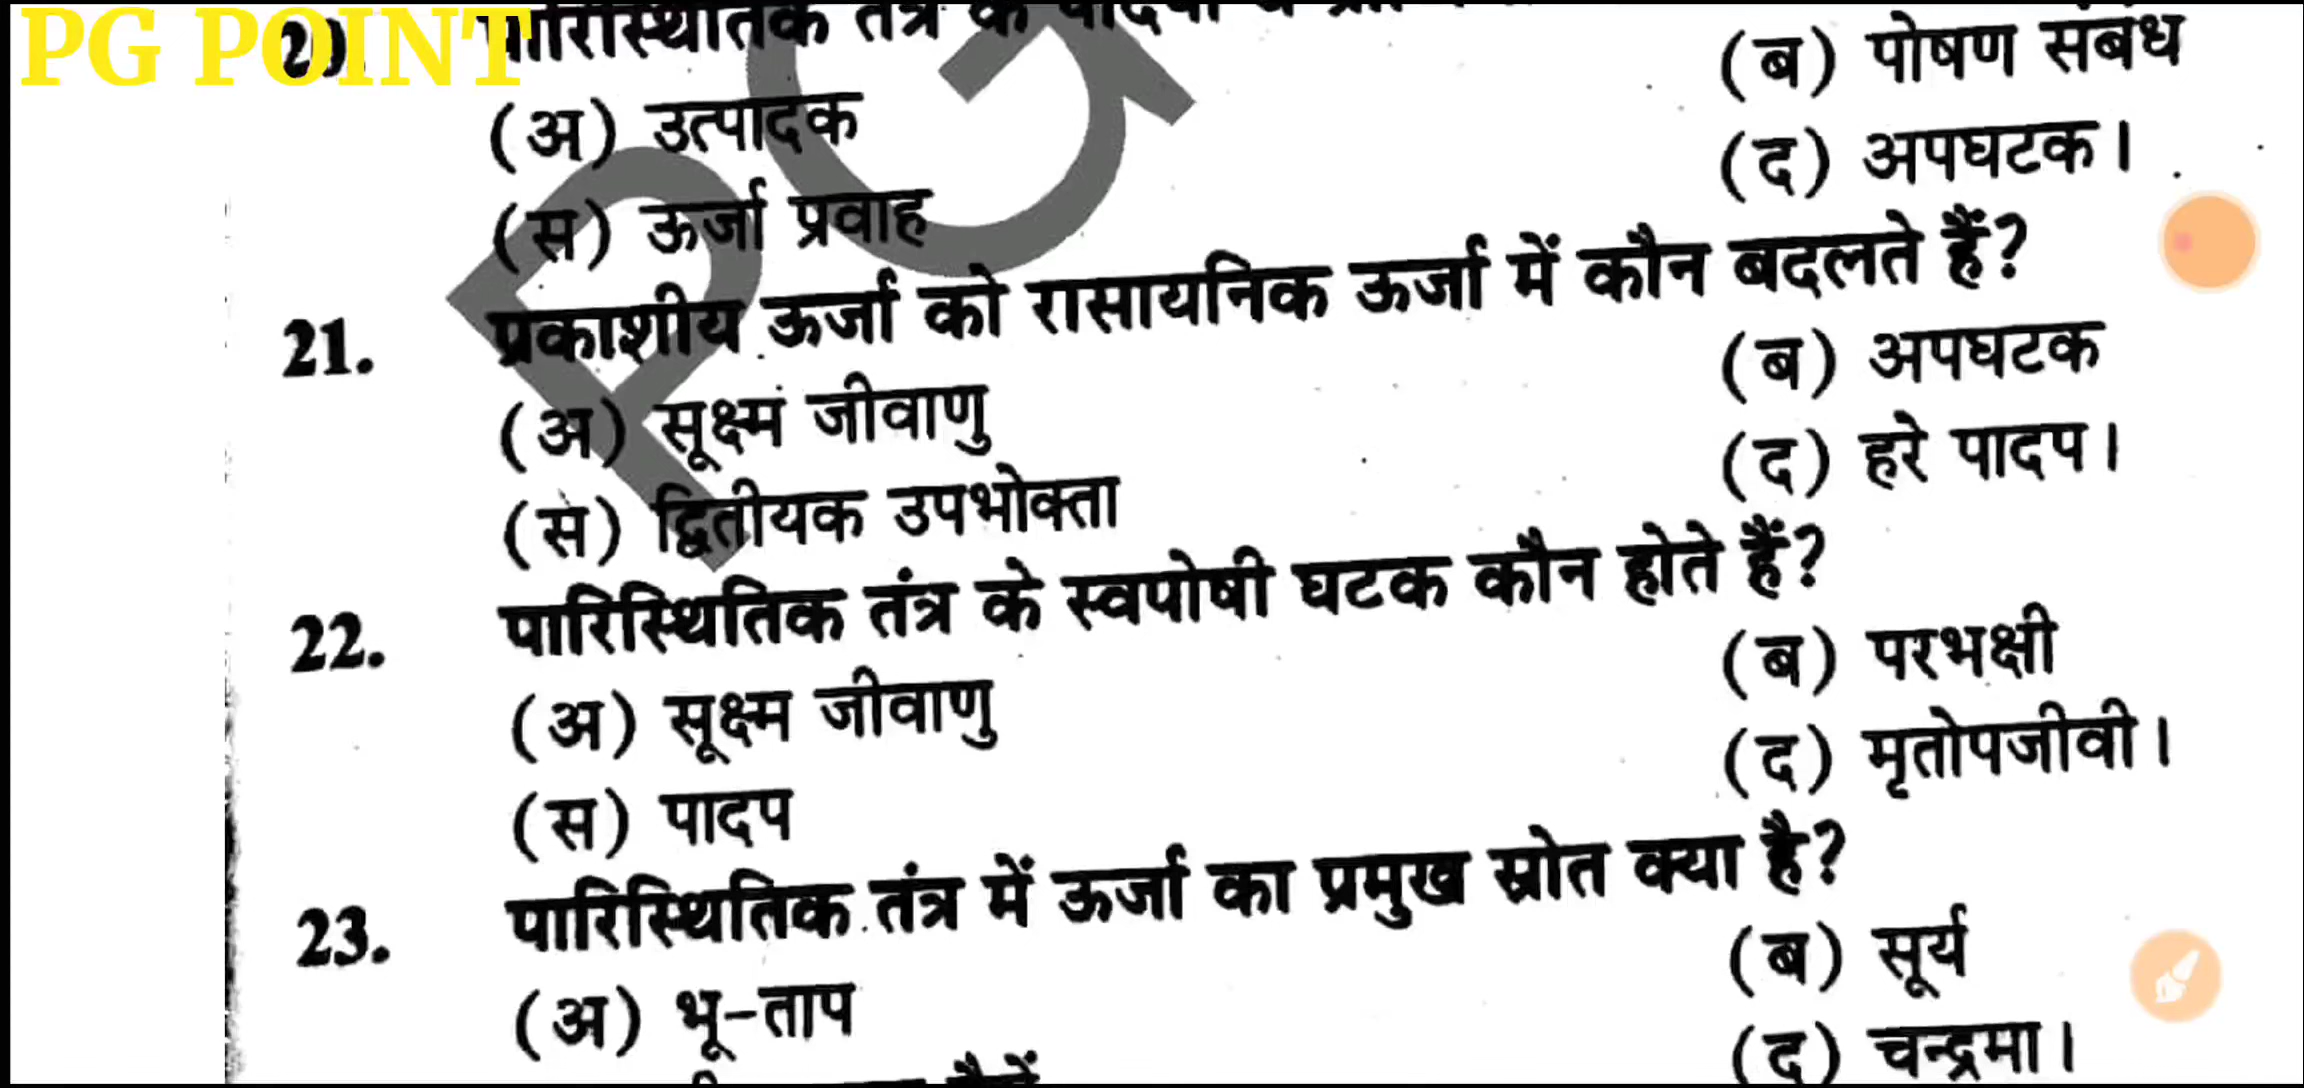 PG POINT
20. पारिस्थितिक तंत्र के
(ब) पोषण संबंध
(अ) उत्पादक
(द) अपघटक।
(स) ऊर्जा प्रवाह
21. प्रकाशीय ऊर्जा को रासायनिक ऊर्जा में कौन बदलते हैं?
(अ) सूक्ष्म जीवाणु (ब) अपघटक
(स) द्वितीयक उपभोक्ता (द) हरे पादप।
22. पारिस्थितिक तंत्र के स्वपोषी घटक कौन होते हैं?
(अ) सूक्ष्म जीवाणु (ब) परभक्षी
(स) पादप (द) मृतोपजीवी।
23. पारिस्थितिक तंत्र में ऊर्जा का प्रमुख स्रोत क्या है?
(अ) भू-ताप (ब) सूर्य
(द) चन्द्रमा।